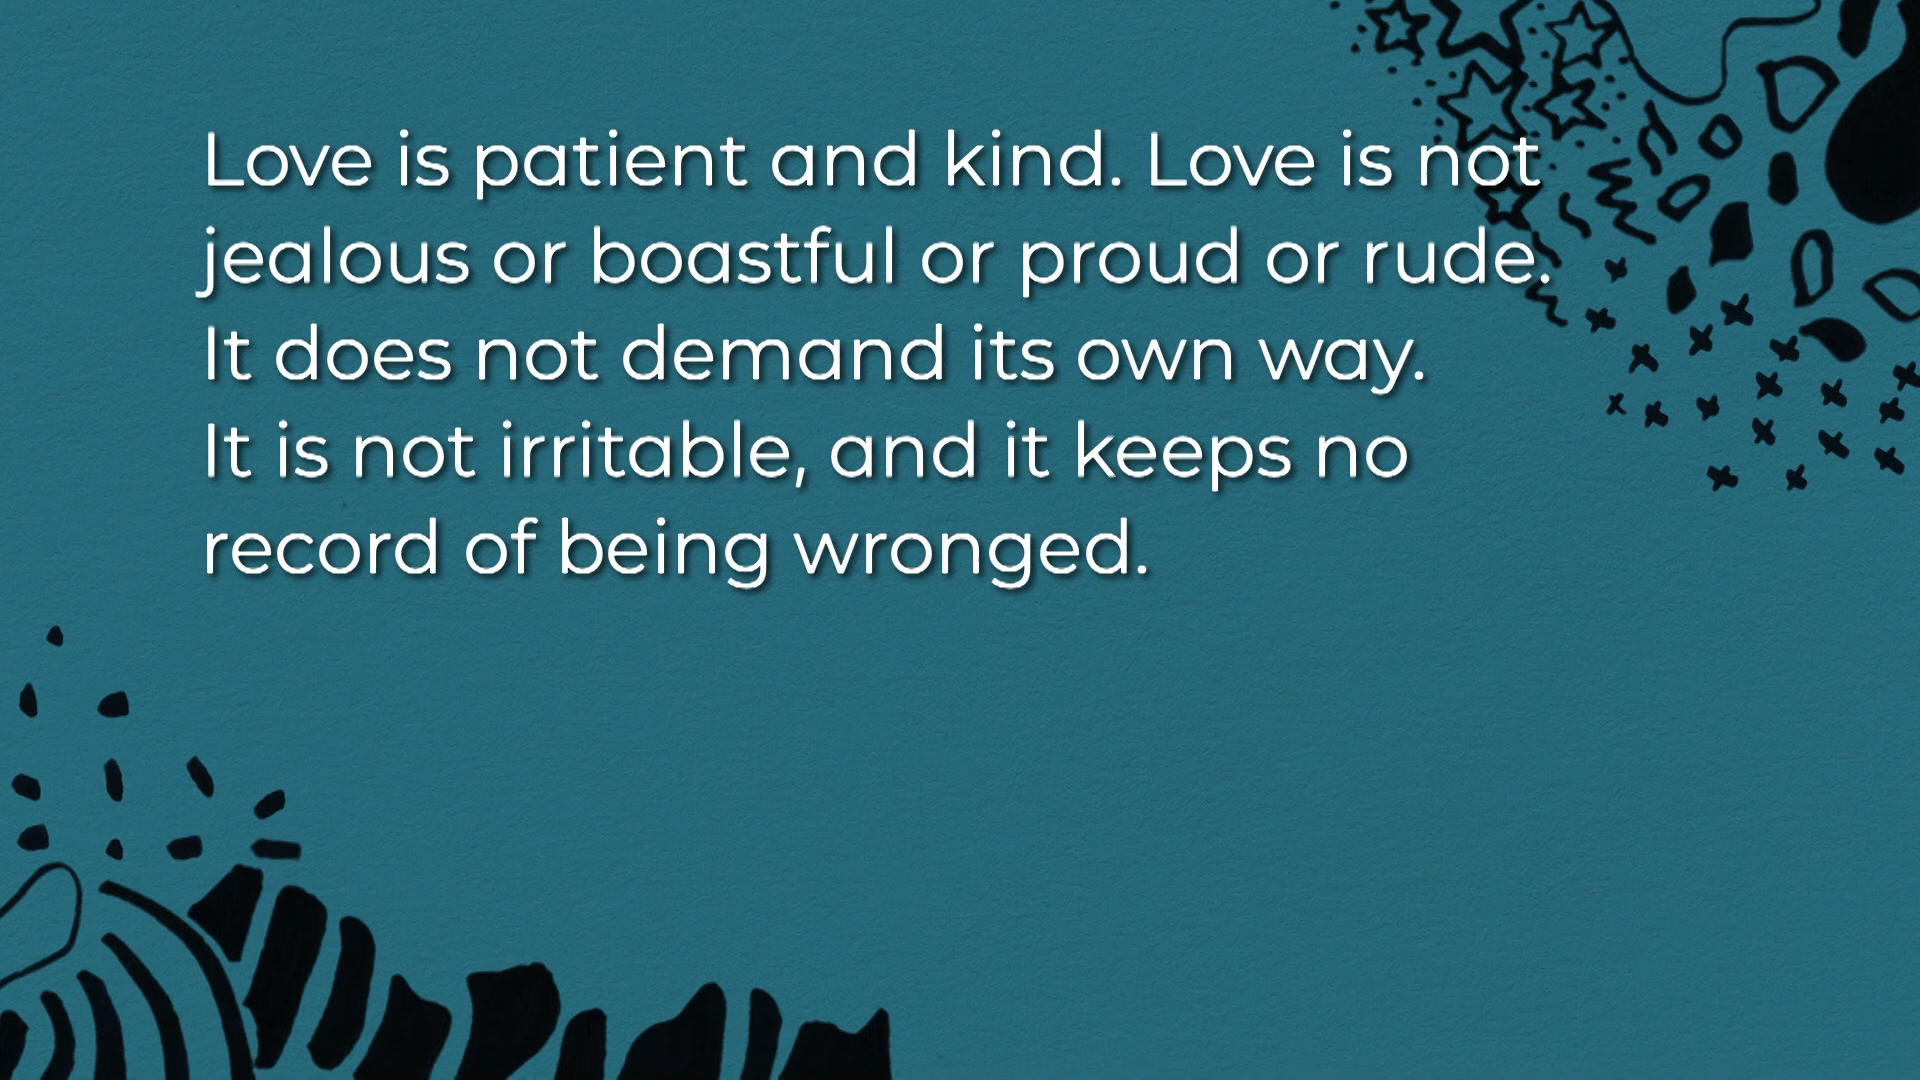 Love is patient and kind. Love is not
jealous or boastful or proud or rude.
It does not demand its own way.
It is not irritable, and it keeps no
record of being wronged.